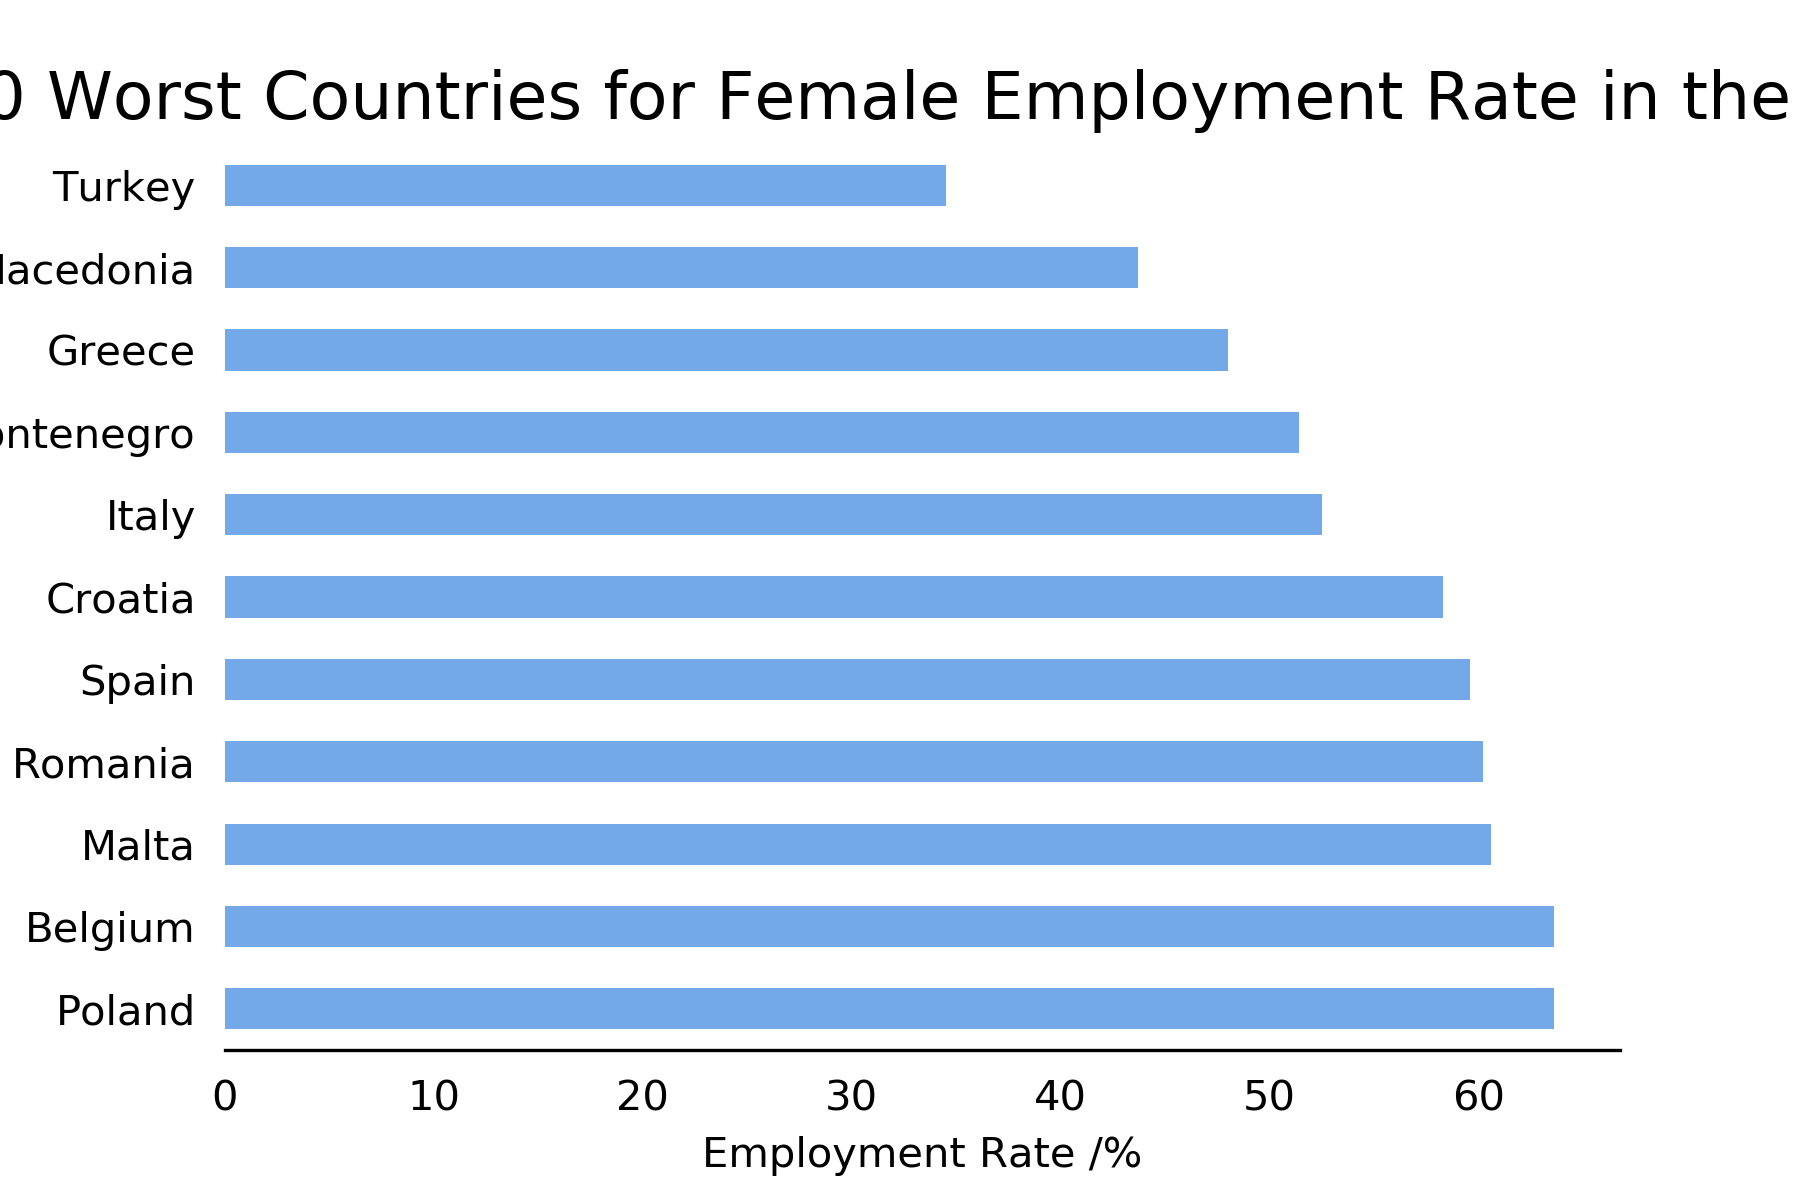 0 Worst Countries for Female Employment Rate in the
Turkey
acedonia
Greece
ontenegro
Italy
Croatia
Spain
Romania
Malta
Belgium
Poland
0 10 20 30 40 50 60
Employment Rate /%